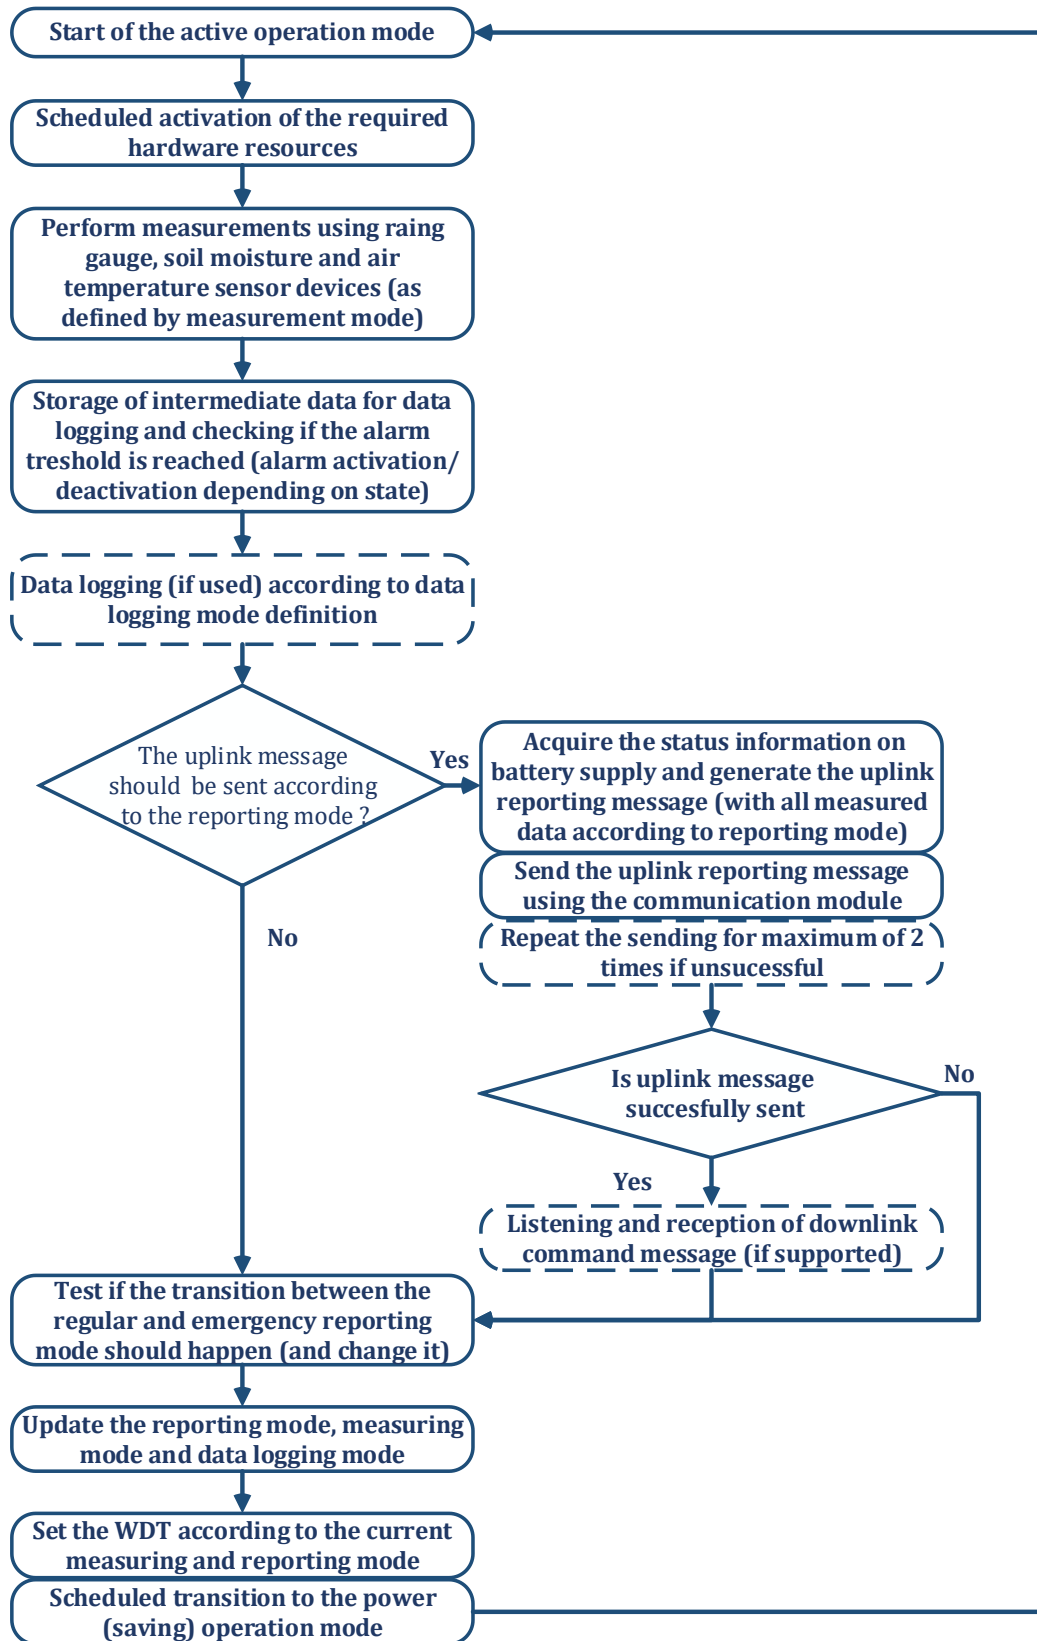 Start of the active operation mode
Scheduled activation of the required
hardware resources
Perform measurements using raing
gauge, soil moisture and air
temperature sensor devices (as
defined by measurement mode)
Storage of intermediate data for data
logging and checking if the alarm
treshold is reached (alarm activation/
deactivation depending on state)
Data logging (if used) according to data
logging mode definition
The uplink message
should be sent according
to the reporting mode ?
Yes
No
Acquire the status information on
battery supply and generate the uplink
reporting message (with all measured
data according to reporting mode)
Send the uplink reporting message
using the communication module
Repeat the sending for maximum of 2
times if unsucessful
Is uplink message
succesfully sent
No
Yes
Listening and reception of downlink
command message (if supported)
Test if the transition between the
regular and emergency reporting
mode should happen (and change it)
Update the reporting mode, measuring
mode and data logging mode
Set the WDT according to the current
measuring and reporting mode
Scheduled transition to the power
(saving) operation mode